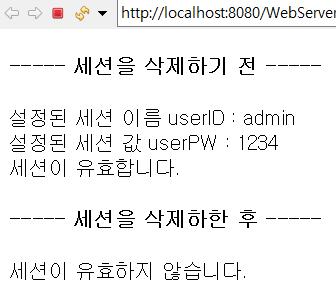 http://localhost:8080/WebServer
----- 세션을 삭제하기 전 -----
설정된 세션 이름 userID : admin
설정된 세션 값 userPW : 1234
세션이 유효합니다.
----- 세션을 삭제하한 후 -----
세션이 유효하지 않습니다.